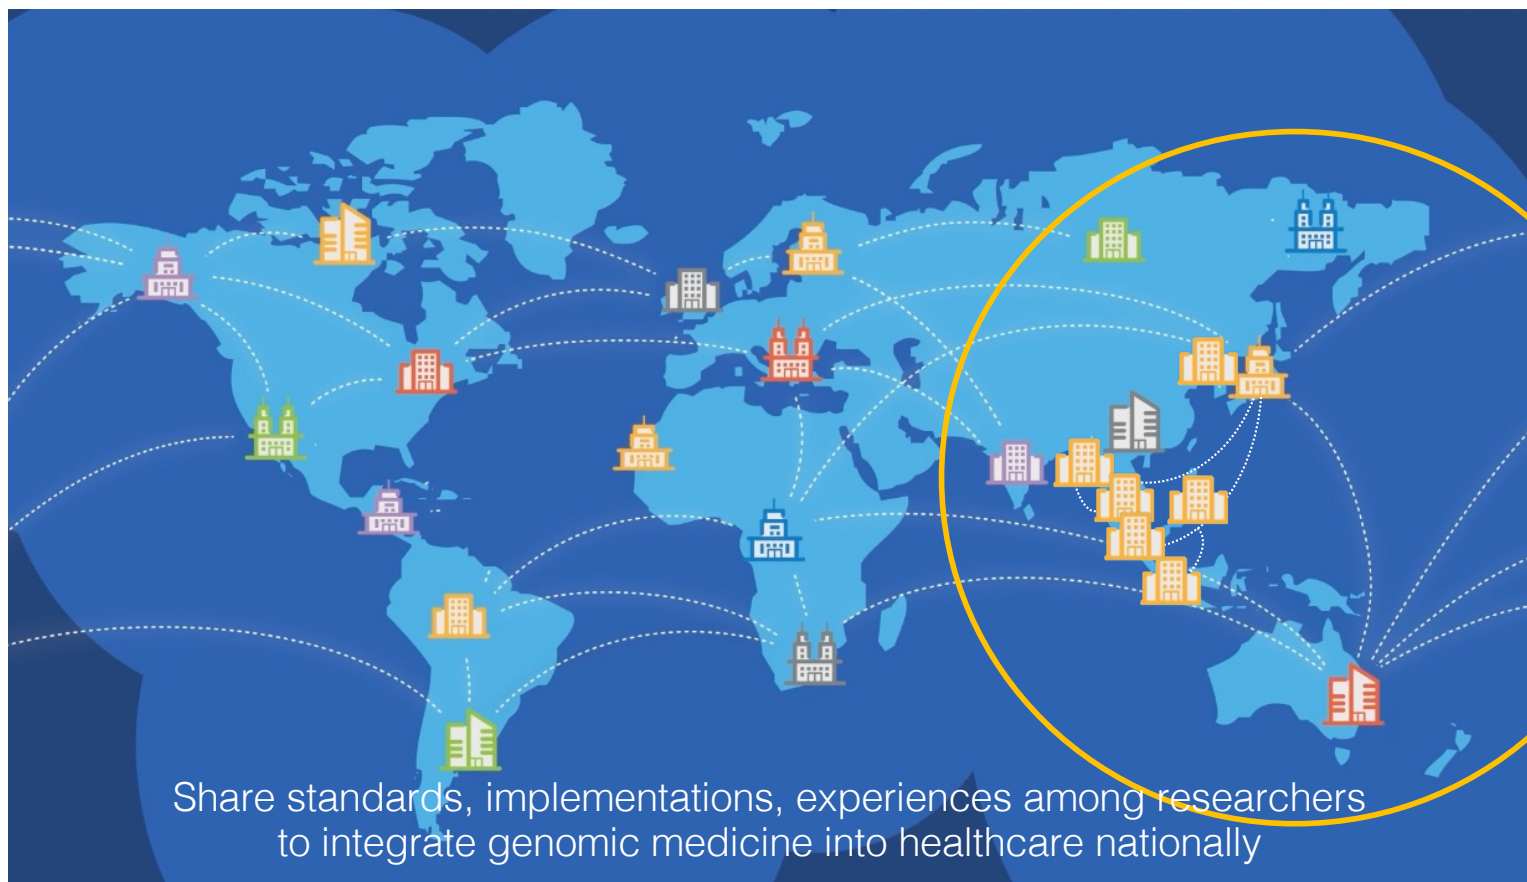 Share standards, implementations, experiences among researchers
to integrate genomic medicine into healthcare nationally